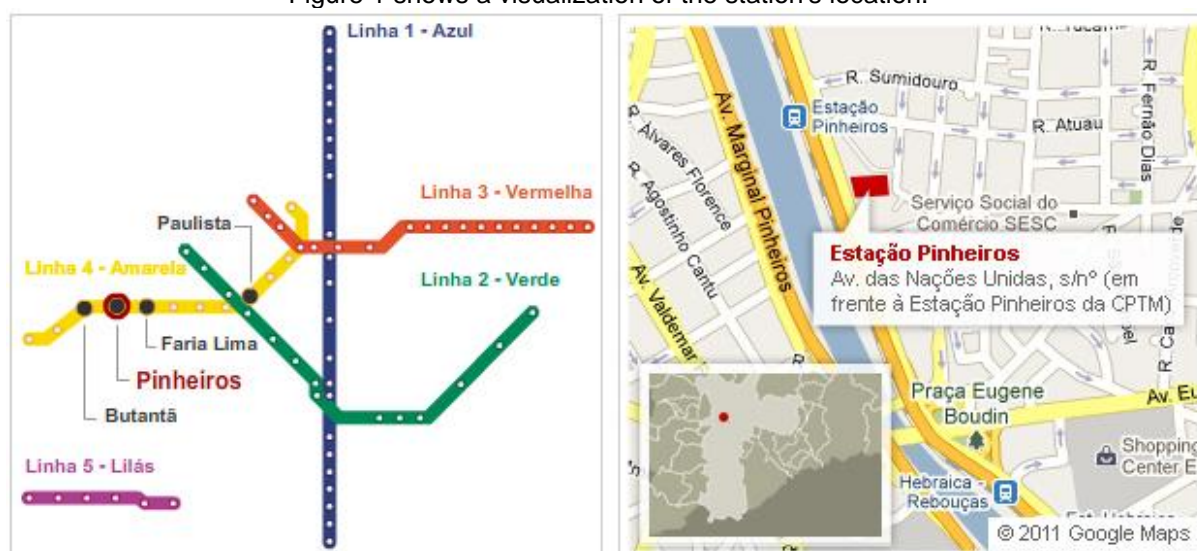 Figure 1 shows a visualization of the station's location.
Linha 1 - Azul
Linha 3 - Vermelha
Paulista
Linha 4 - Amarela
Linha 2 - Verde
Faria Lima
Pinheiros
Butantã
Linha 5 - Lilás
R. Sumidouro
Estação
Pinheiros
R. Atuau
R. Fernão Dias
Av. Marginal Pinheiros
R. Álvares Florence
R. Agostinho Cantu
Serviço Social do
Comércio SESC
Estação Pinheiros
Av. das Nações Unidas, s/nº (em
frente à Estação Pinheiros da CPTM)
Av. Valdemar
R. Ca
Praça Eugene
Boudin
Av. Eu
Shopping
Center E
Hebraica -
Rebouças
© 2011 Google Maps